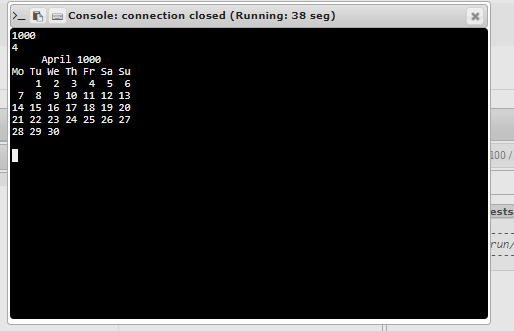 Console: connection closed (Running: 38 seg)
1000
4
     April 1000
Mo Tu We Th Fr Sa Su
    1  2  3  4  5  6
 7  8  9 10 11 12 13
14 15 16 17 18 19 20
21 22 23 24 25 26 27
28 29 30
100 /
ests
run/